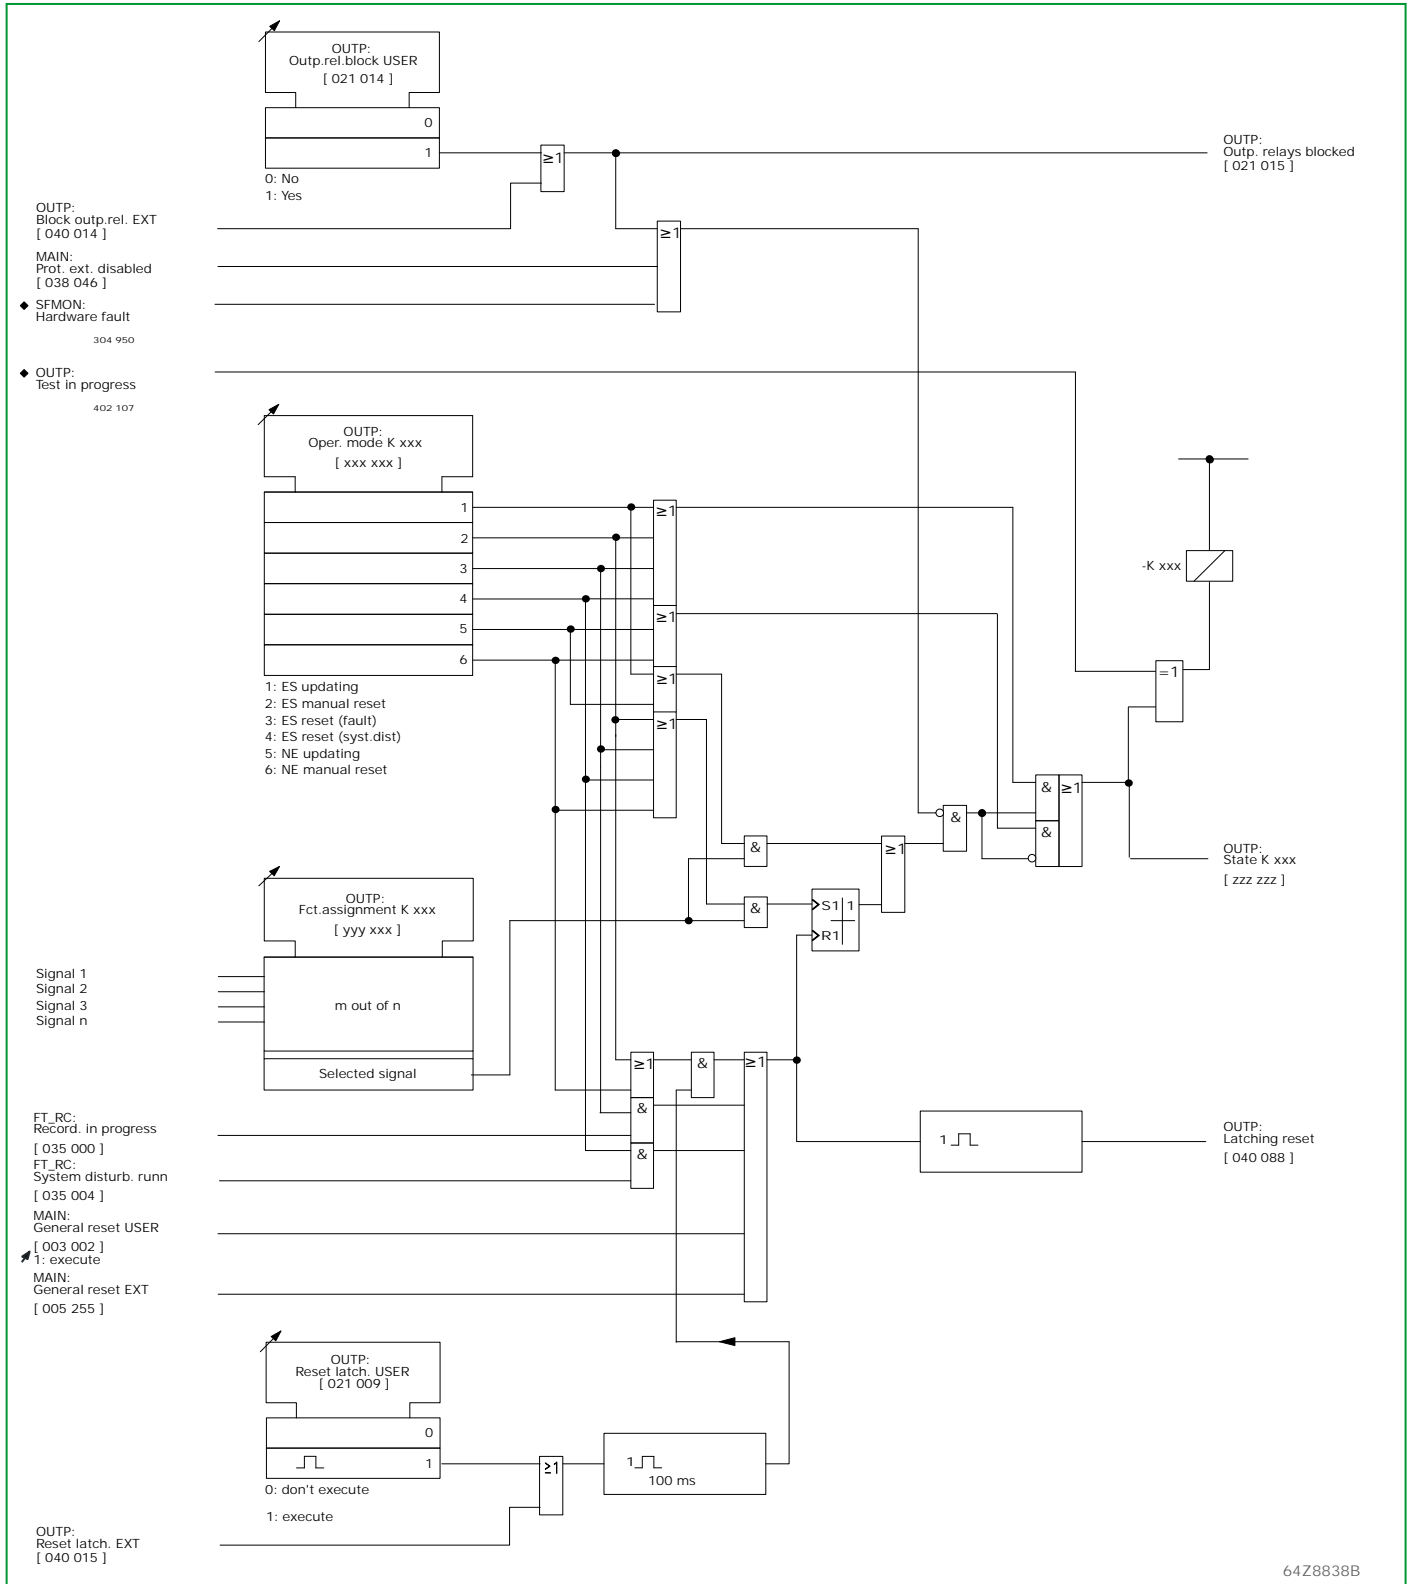 OUTP:
Outp.rel.block USER
[ 021 014 ]
0
1
0: No
1: Yes
≥1
OUTP:
Outp. relays blocked
[ 021 015 ]
OUTP:
Block outp.rel. EXT
[ 040 014 ]
≥1
MAIN:
Prot. ext. disabled
[ 038 046 ]
SFMON:
Hardware fault
304 950
OUTP:
Test in progress
402 107
OUTP:
Oper. mode K xxx
[ xxx xxx ]
1
2
3
4
5
6
1: ES updating
2: ES manual reset
3: ES reset (fault)
4: ES reset (syst.dist)
5: NE updating
6: NE manual reset
≥1
≥1
≥1
≥1
-K xxx
=1
& ≥1
&
&
&
≥1
OUTP:
State K xxx
[ zzz zzz ]
OUTP:
Fct.assignment K xxx
[ yyy xxx ]
&
S1 1
R1
Signal 1
Signal 2
Signal 3
Signal n
m out of n
Selected signal
≥1
&
≥1
&
&
FT_RC:
Record. in progress
[ 035 000 ]
FT_RC:
System disturb. runn
[ 035 004 ]
MAIN:
General reset USER
[ 003 002 ]
1: execute
MAIN:
General reset EXT
[ 005 255 ]
1
OUTP:
Latching reset
[ 040 088 ]
OUTP:
Reset latch. USER
[ 021 009 ]
0
1
0: don't execute
1: execute
≥1
1
100 ms
OUTP:
Reset latch. EXT
[ 040 015 ]
64Z8838B